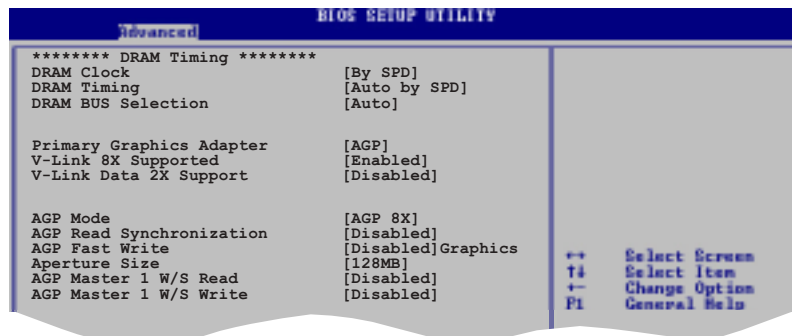 BIOS SETUP UTILITY
Advanced
******** DRAM Timing ********
DRAM Clock [By SPD]
DRAM Timing [Auto by SPD]
DRAM BUS Selection [Auto]
Primary Graphics Adapter [AGP]
V-Link 8X Supported [Enabled]
V-Link Data 2X Support [Disabled]
AGP Mode [AGP 8X]
AGP Read Synchronization [Disabled]
AGP Fast Write [Disabled]Graphics
Aperture Size [128MB]
AGP Master 1 W/S Read [Disabled]
AGP Master 1 W/S Write [Disabled]
↔ Select Screen
↑↓ Select Item
+- Change Option
F1 General Help